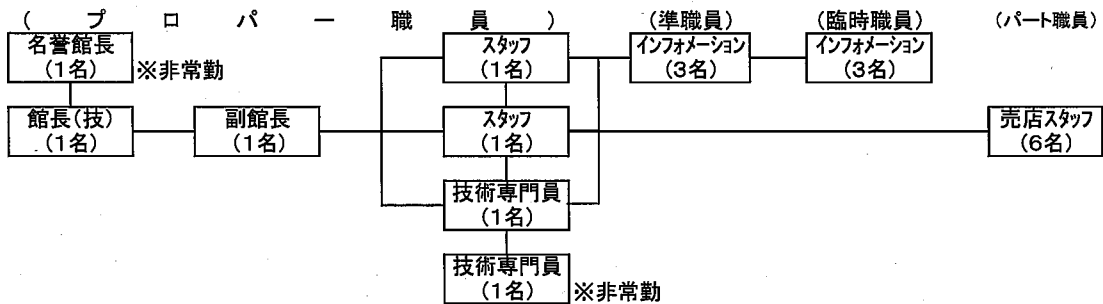 ( プ ロ パ ー 職 員 ) (準職員) (臨時職員) (パート職員)
名誉館長
(1名) ※非常勤
スタッフ
(1名)
インフォメーション
(3名)
インフォメーション
(3名)
館長(技)
(1名)
副館長
(1名)
スタッフ
(1名)
売店スタッフ
(6名)
技術専門員
(1名)
技術専門員
(1名) ※非常勤